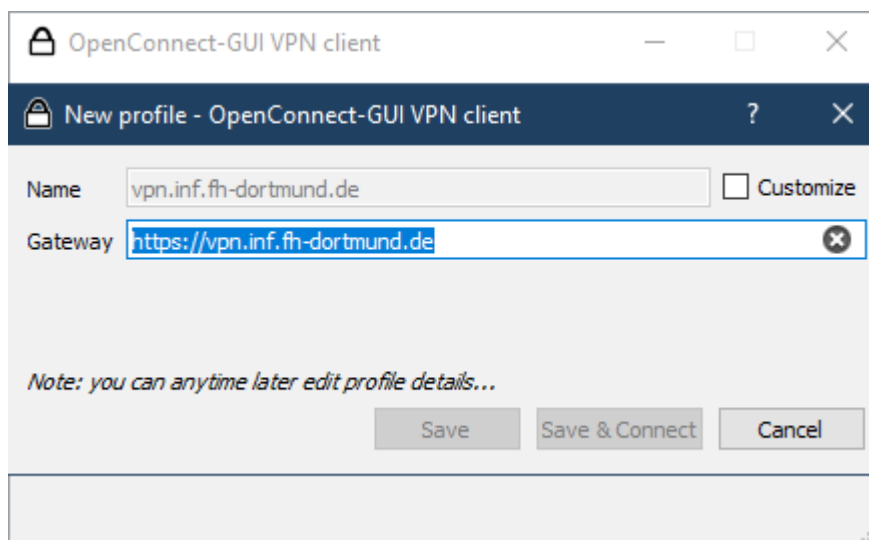 OpenConnect-GUI VPN client
New profile - OpenConnect-GUI VPN client ?
Name vpn.inf.fh-dortmund.de Customize
Gateway https://vpn.inf.fh-dortmund.de
Note: you can anytime later edit profile details...
Save Save & Connect Cancel